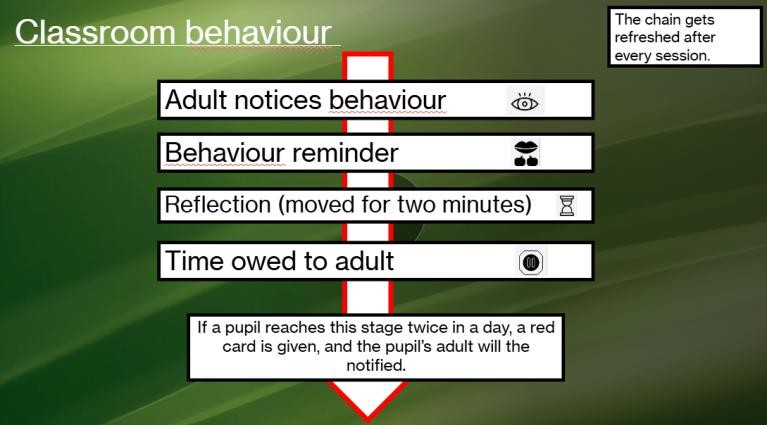 Classroom behaviour
The chain gets
refreshed after
every session.
Adult notices behaviour
Behaviour reminder
Reflection (moved for two minutes)
Time owed to adult
If a pupil reaches this stage twice in a day, a red
card is given, and the pupil's adult will the
notified.